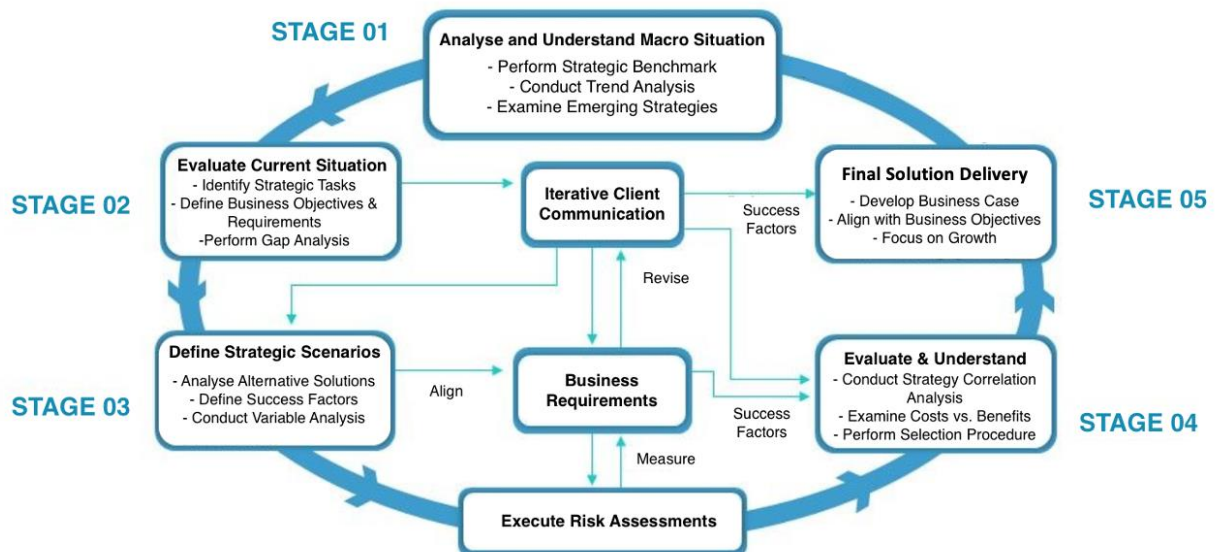 STAGE 01
Analyse and Understand Macro Situation
- Perform Strategic Benchmark
- Conduct Trend Analysis
- Examine Emerging Strategies
STAGE 02
Evaluate Current Situation
- Identify Strategic Tasks
- Define Business Objectives &
Requirements
-Perform Gap Analysis
Iterative Client
Communication
Success
Factors
Final Solution Delivery
- Develop Business Case
- Align with Business Objectives
- Focus on Growth
STAGE 05
Revise
STAGE 03
Define Strategic Scenarios
- Analyse Alternative Solutions
- Define Success Factors
- Conduct Variable Analysis
Align
Business
Requirements
Success
Factors
Evaluate & Understand
- Conduct Strategy Correlation
Analysis
- Examine Costs vs. Benefits
- Perform Selection Procedure
STAGE 04
Measure
Execute Risk Assessments